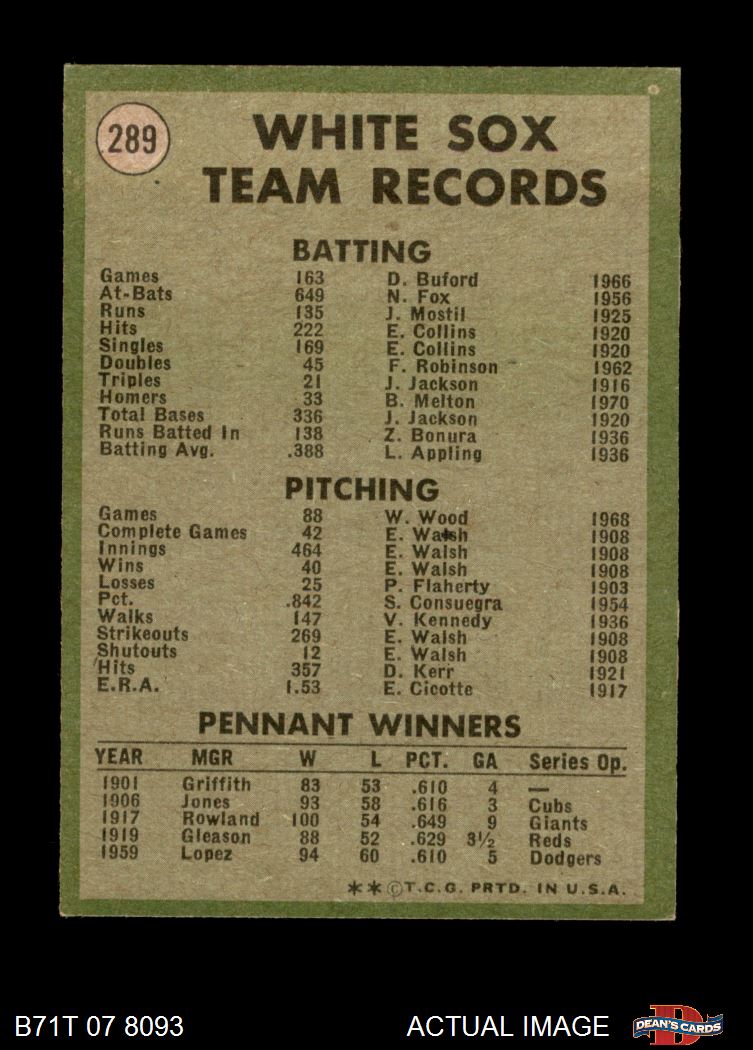 289
WHITE SOX
TEAM RECORDS
BATTING
Games 163 D. Buford 1966
At-Bats 649 N. Fox 1956
Runs 135 J. Mostil 1925
Hits 222 E. Collins 1920
Singles 169 E. Collins 1920
Doubles 45 F. Robinson 1962
Triples 21 J. Jackson 1916
Homers 33 B. Melton 1970
Total Bases 336 J. Jackson 1920
Runs Batted In 138 Z. Bonura 1936
Batting Avg. .388 L. Appling 1936
PITCHING
Games 88 W. Wood 1968
Complete Games 42 E. Walsh 1908
Innings 464 E. Walsh 1908
Wins 40 E. Walsh 1908
Losses 25 P. Flaherty 1903
Pct. .842 S. Consuegra 1954
Walks 147 V. Kennedy 1936
Strikeouts 269 E. Walsh 1908
Shutouts 12 E. Walsh 1908
Hits 357 D. Kerr 1921
E.R.A. 1.53 E. Cicotte 1917
PENNANT WINNERS
YEAR MGR W L PCT. GA Series Op.
1901 Griffith 83 53 .610 4 —
1906 Jones 93 58 .616 3 Cubs
1917 Rowland 100 54 .649 9 Giants
1919 Gleason 88 52 .629 3½ Reds
1959 Lopez 94 60 .610 5 Dodgers
**©T.C.G. PRTD. IN U.S.A.
B71T 07 8093 ACTUAL IMAGE DEAN'S CARDS